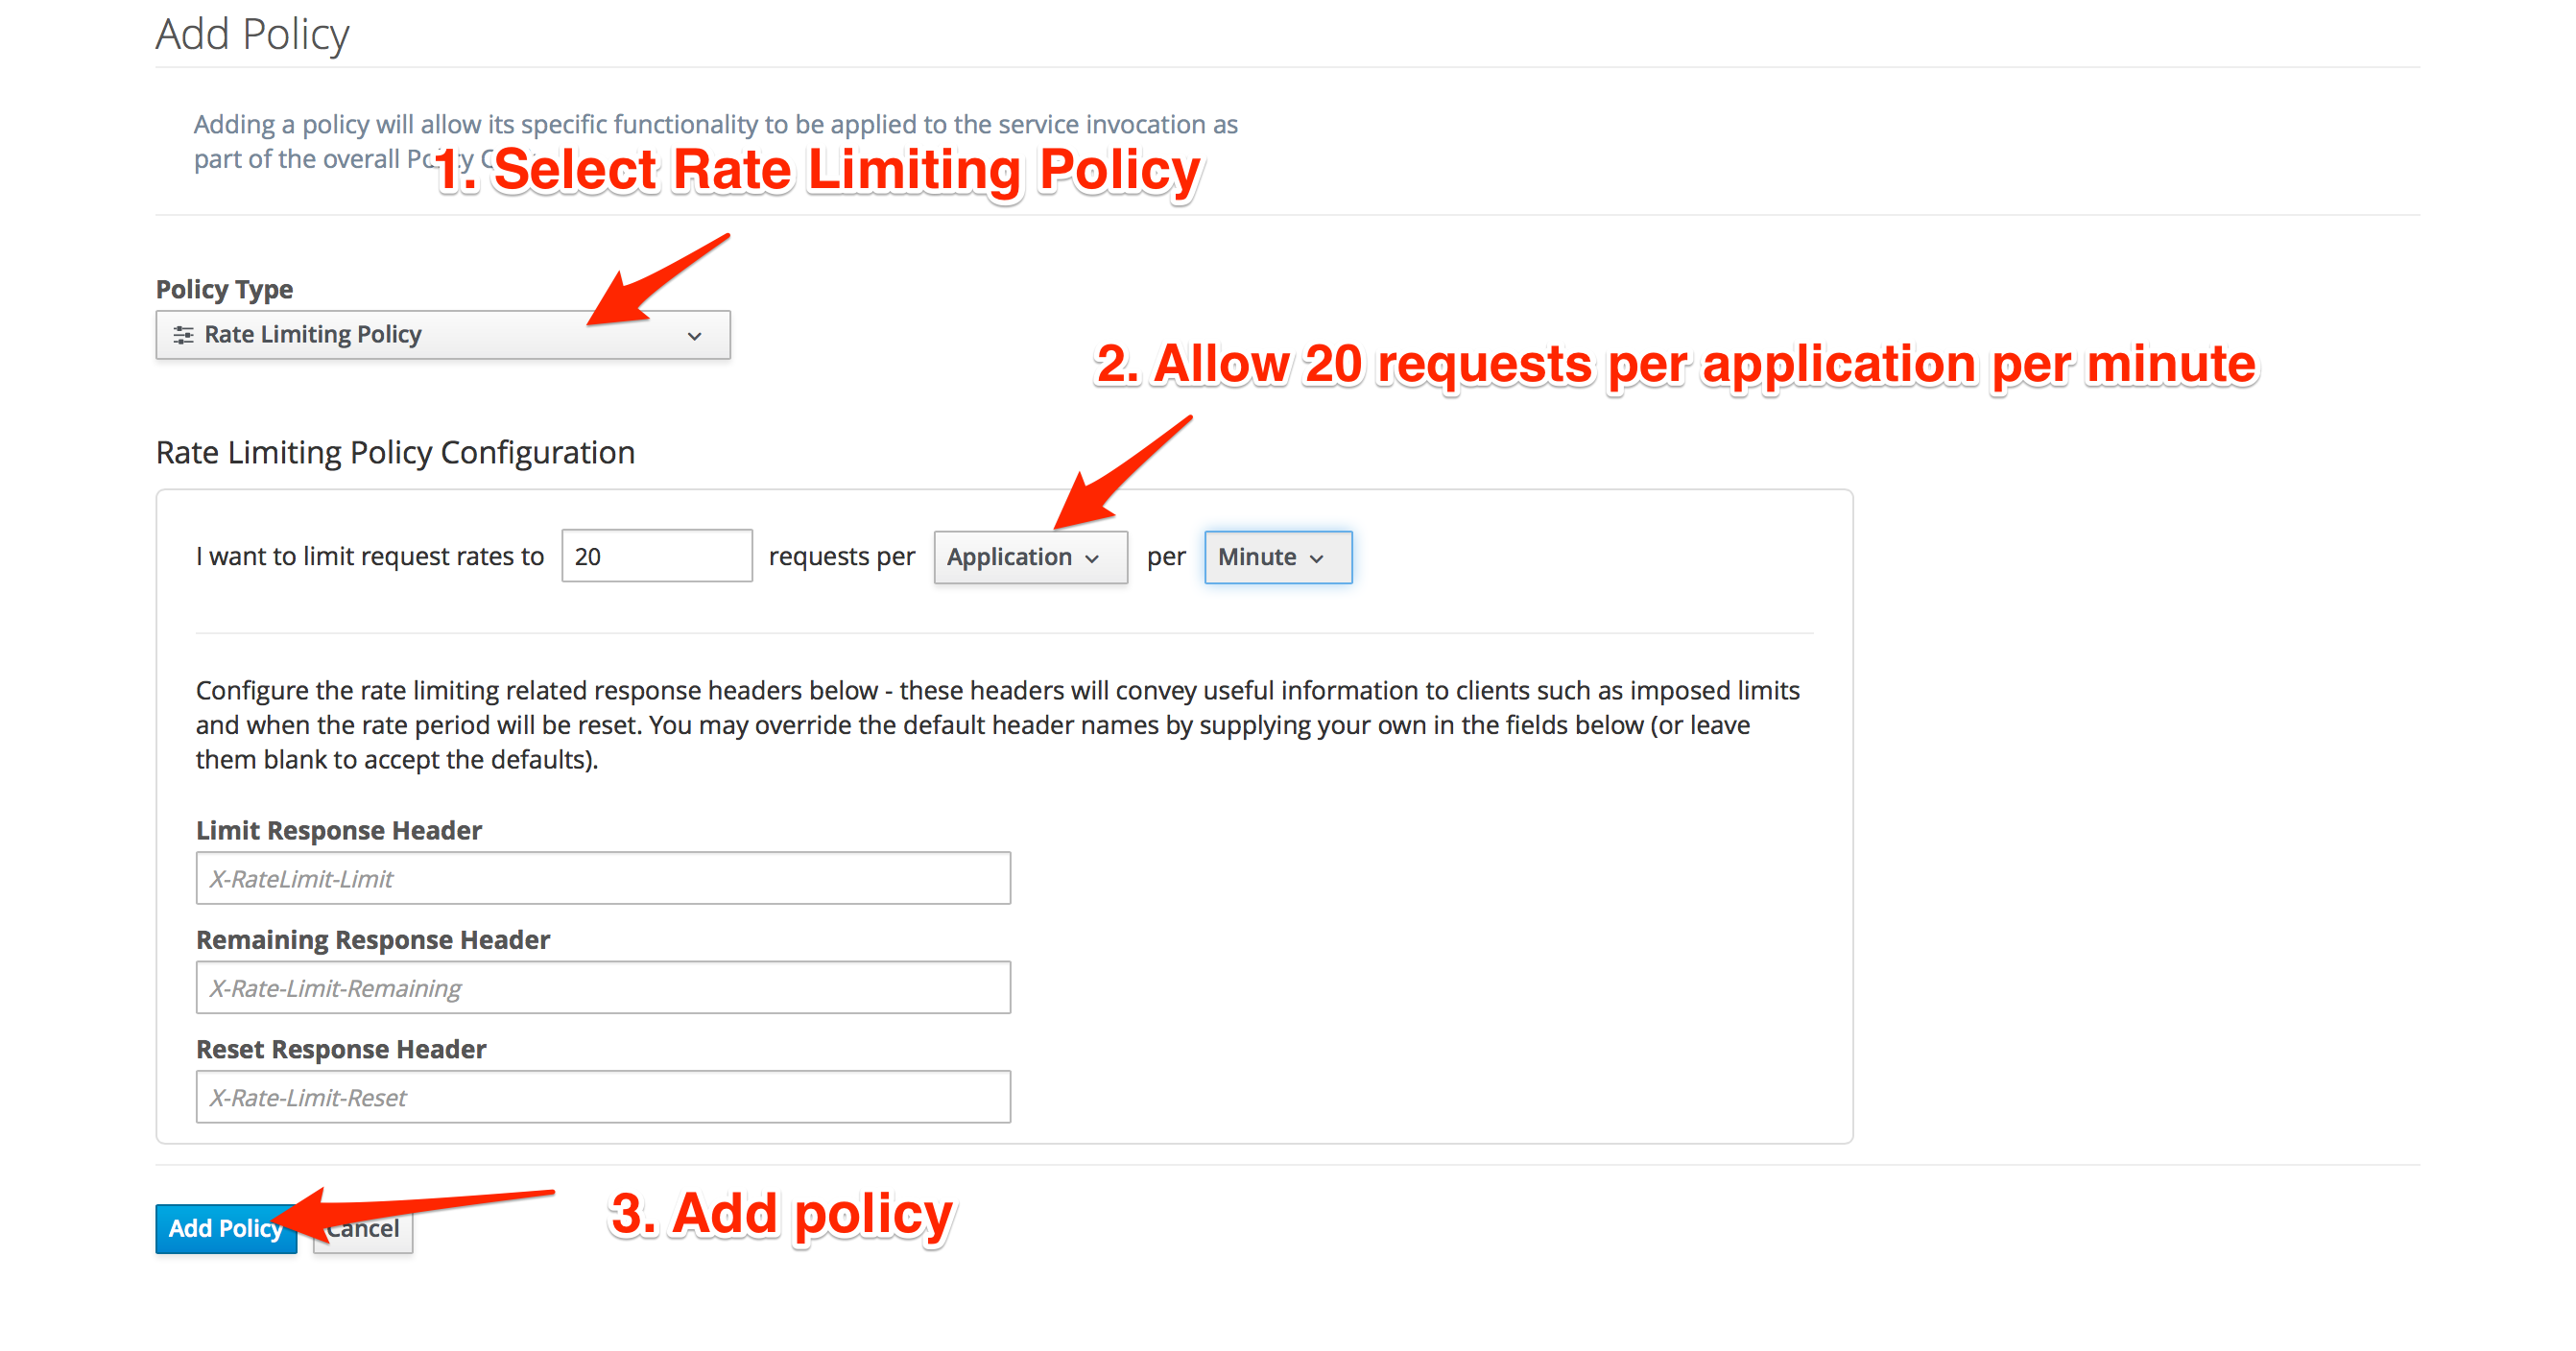 Add Policy
Adding a policy will allow its specific functionality to be applied to the service invocation as
part of the overall
1. Select Rate Limiting Policy
Policy Type
Rate Limiting Policy
2. Allow 20 requests per application per minute
Rate Limiting Policy Configuration
I want to limit request rates to 20 requests per Application per Minute
Configure the rate limiting related response headers below - these headers will convey useful information to clients such as imposed limits
and when the rate period will be reset. You may override the default header names by supplying your own in the fields below (or leave
them blank to accept the defaults).
Limit Response Header
X-RateLimit-Limit
Remaining Response Header
X-Rate-Limit-Remaining
Reset Response Header
X-Rate-Limit-Reset
Add Policy Cancel
3. Add policy